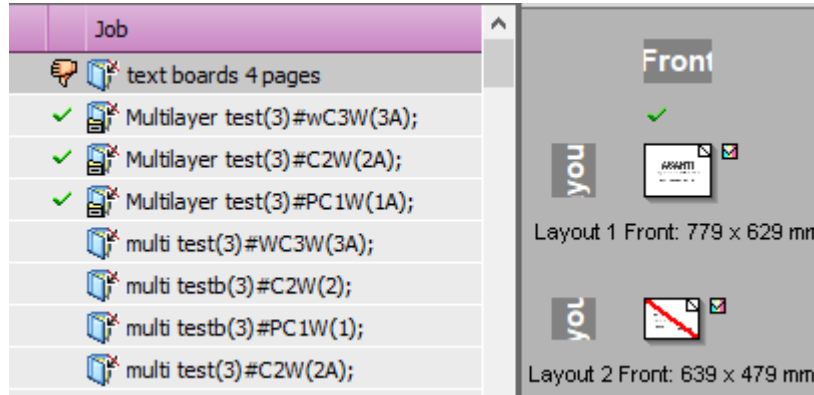 Job
text boards 4 pages
Multilayer test(3)#wC3W(3A);
Multilayer test(3)#C2W(2A);
Multilayer test(3)#PC1W(1A);
multi test(3)#WC3W(3A);
multi testb(3)#C2W(2);
multi testb(3)#PC1W(1);
multi test(3)#C2W(2A);
Front
you
AVANTI
Layout 1 Front: 779 x 629 mm
you
Layout 2 Front: 639 x 479 mm